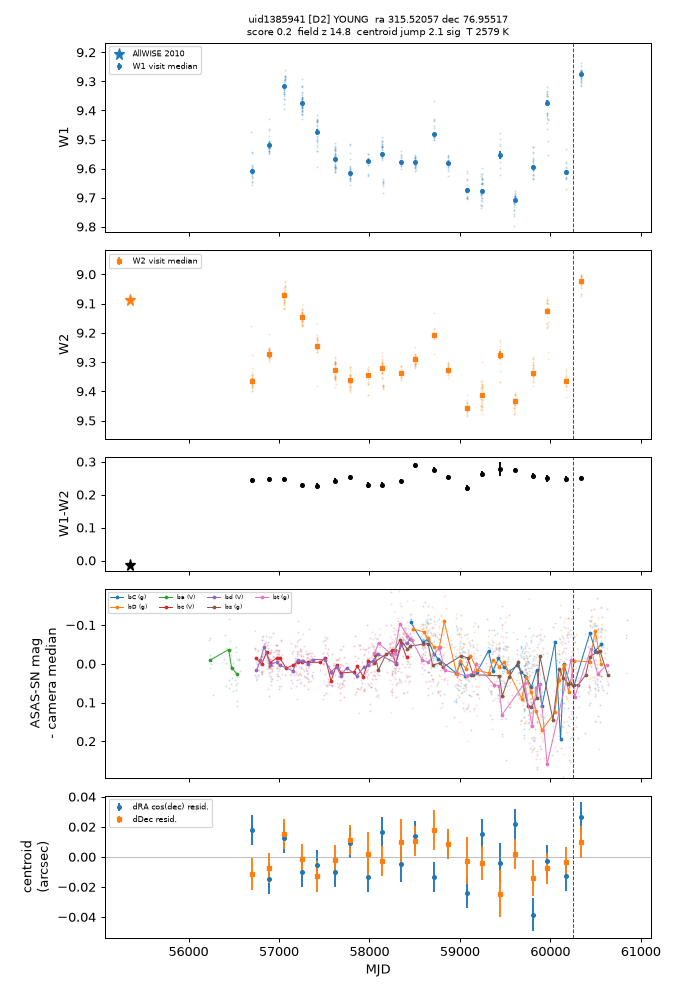 uid1385941 [D2] YOUNG ra 315.52057 dec 76.95517
score 0.2 field z 14.8 centroid jump 2.1 sig T 2579 K
AllWISE 2010
W1 visit median
9.2
9.3
9.4
9.5
9.6
9.7
9.8
W1
W2 visit median
9.0
9.1
9.2
9.3
9.4
9.5
W2
0.3
0.2
0.1
0.0
W1-W2
bC (g)
bD (g)
ba (V)
bc (V)
bd (V)
bs (g)
bt (g)
−0.1
0.0
0.1
0.2
ASAS-SN mag
- camera median
dRA cos(dec) resid.
dDec resid.
0.04
0.02
0.00
−0.02
−0.04
centroid
(arcsec)
56000
57000
58000
59000
60000
61000
MJD